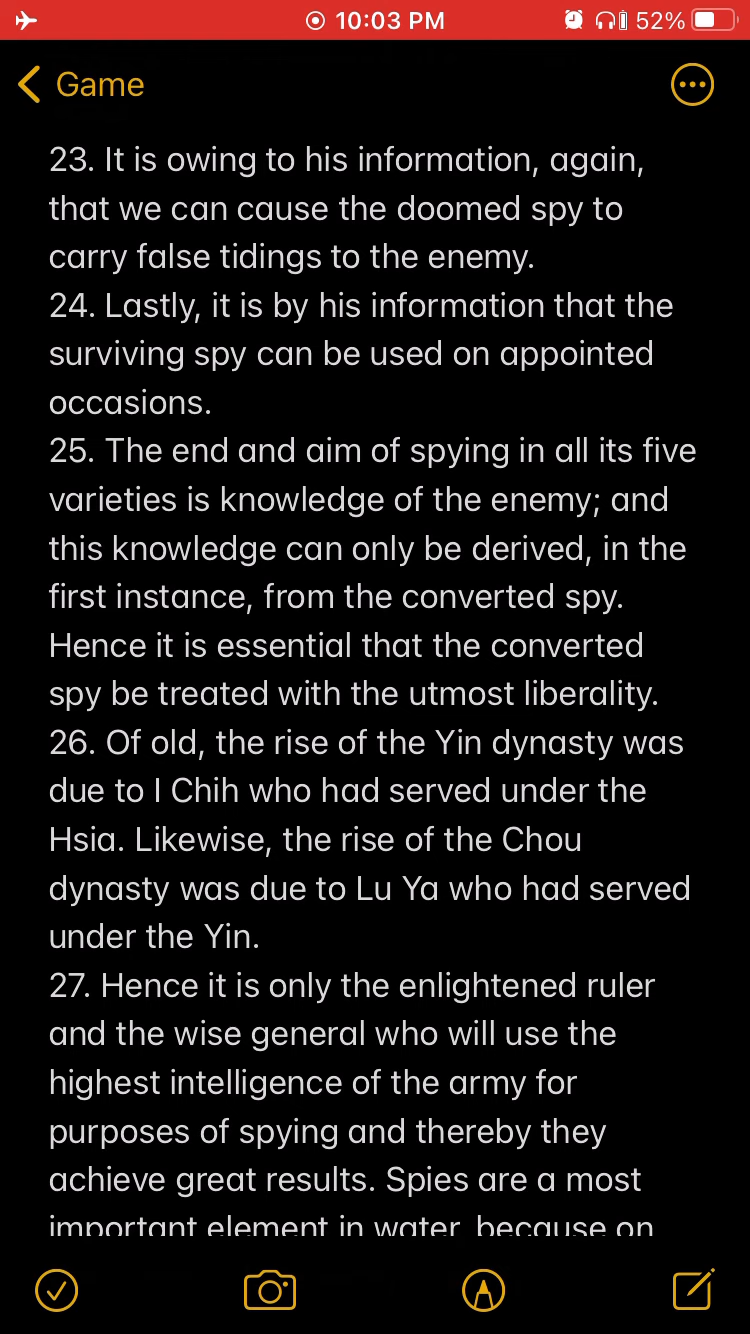 10:03 PM 52%
Game
23. It is owing to his information, again,
that we can cause the doomed spy to
carry false tidings to the enemy.
24. Lastly, it is by his information that the
surviving spy can be used on appointed
occasions.
25. The end and aim of spying in all its five
varieties is knowledge of the enemy; and
this knowledge can only be derived, in the
first instance, from the converted spy.
Hence it is essential that the converted
spy be treated with the utmost liberality.
26. Of old, the rise of the Yin dynasty was
due to I Chih who had served under the
Hsia. Likewise, the rise of the Chou
dynasty was due to Lu Ya who had served
under the Yin.
27. Hence it is only the enlightened ruler
and the wise general who will use the
highest intelligence of the army for
purposes of spying and thereby they
achieve great results. Spies are a most
important element in water, because on